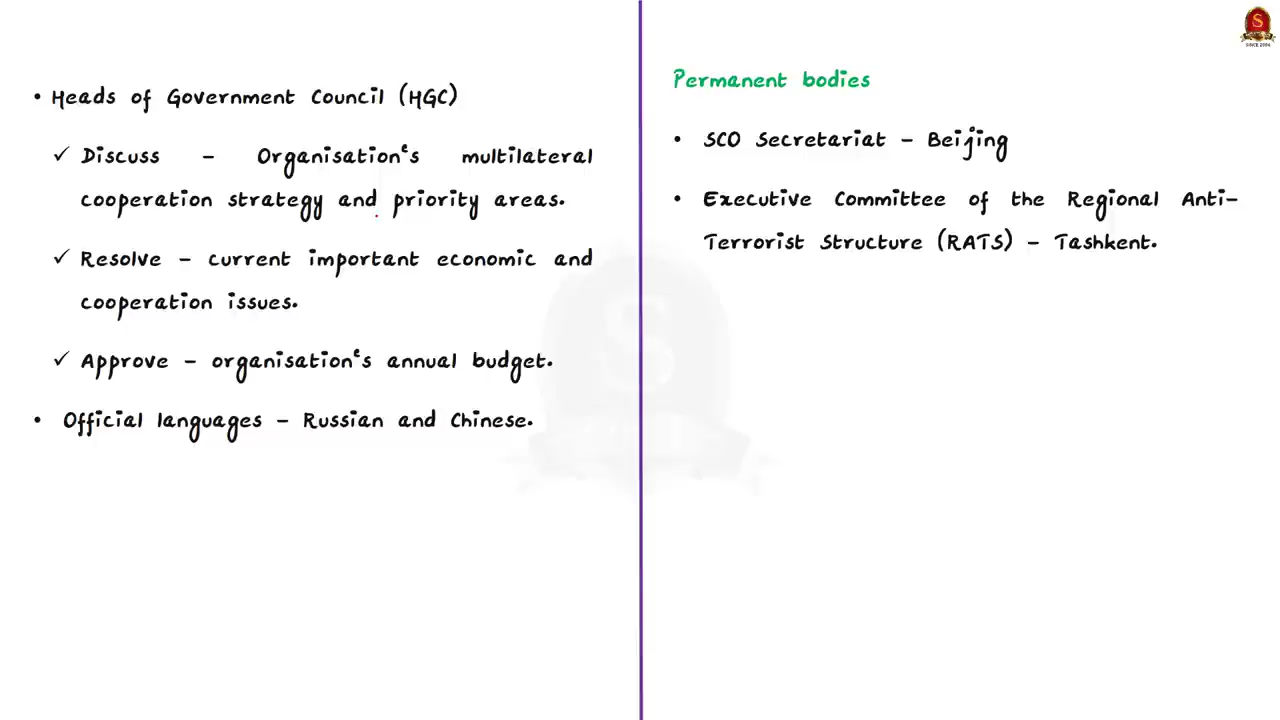 • Heads of Government Council (HGC)
✓ Discuss – Organisation's multilateral
cooperation strategy and priority areas.
✓ Resolve – current important economic and
cooperation issues.
✓ Approve – organisation's annual budget.
• Official languages – Russian and Chinese.
Permanent bodies
• SCO Secretariat – Beijing
• Executive Committee of the Regional Anti-
Terrorist Structure (RATS) – Tashkent.
S
SINCE 2004